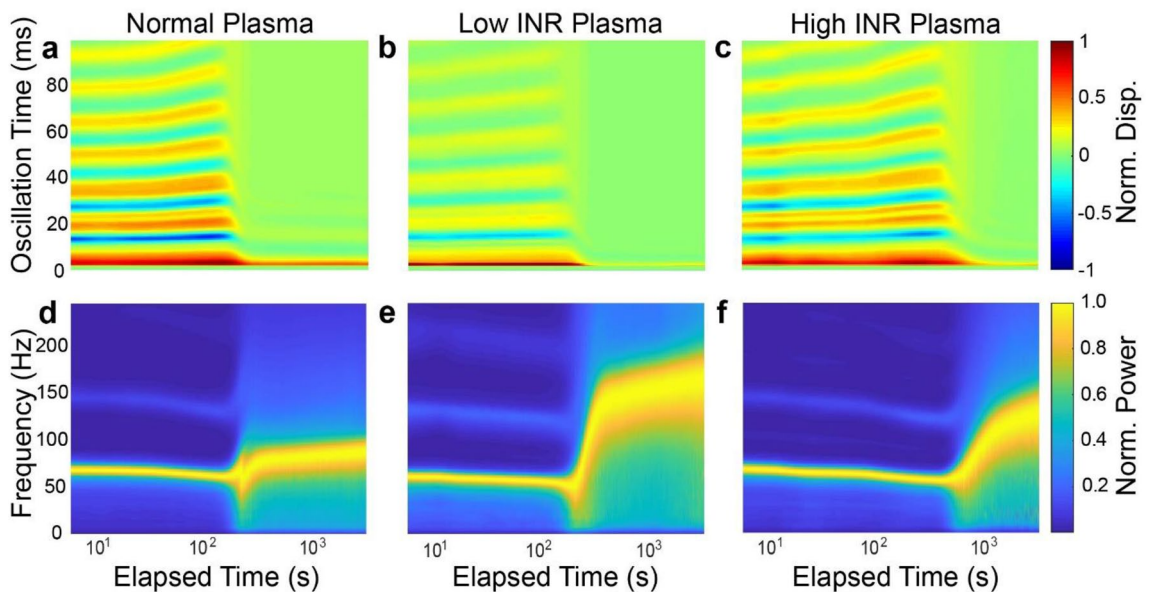 Normal Plasma Low INR Plasma High INR Plasma
a b c
Oscillation Time (ms)
80
60
40
20
0
1
0.5
0
-0.5
-1
Norm. Disp.
d e f
Frequency (Hz)
200
150
100
50
0
1.0
0.8
0.6
0.4
0.2
Norm. Power
10¹ 10² 10³ 10¹ 10² 10³ 10¹ 10² 10³
Elapsed Time (s) Elapsed Time (s) Elapsed Time (s)